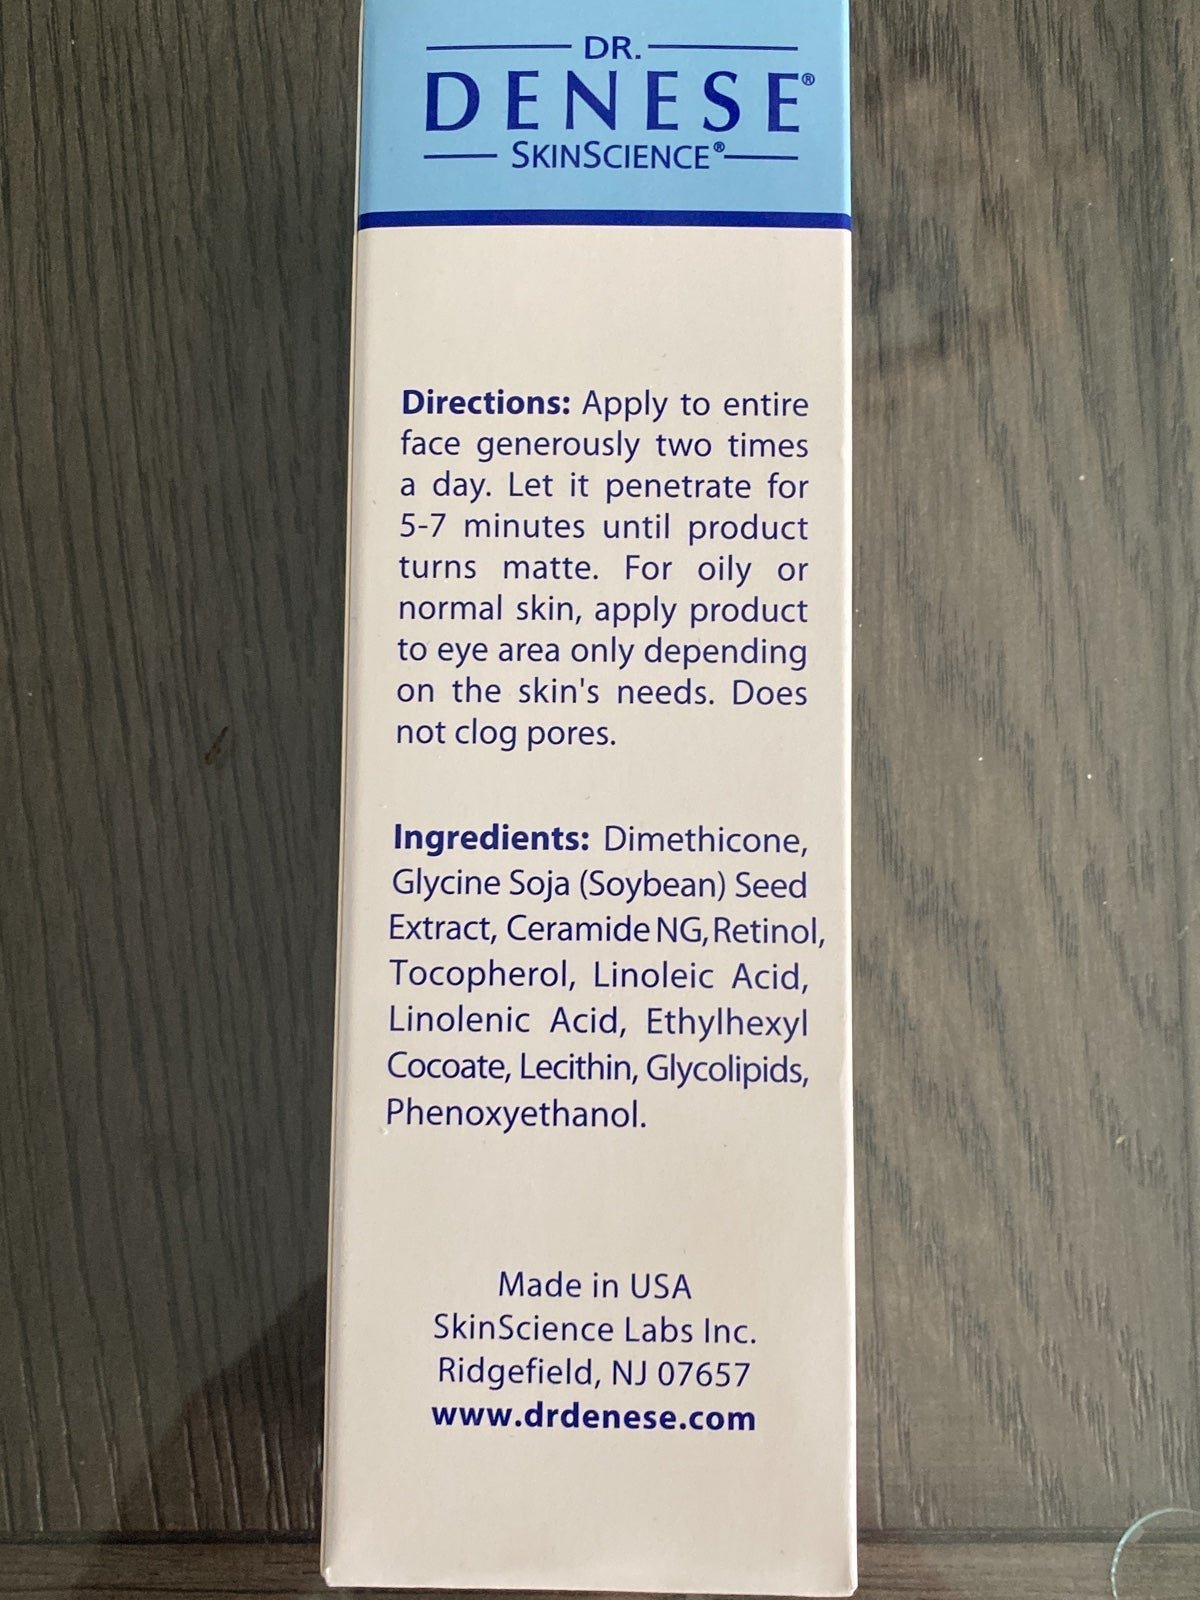 DR.
DENESE®
SKINSCIENCE®
Directions: Apply to entire
face generously two times
a day. Let it penetrate for
5-7 minutes until product
turns matte. For oily or
normal skin, apply product
to eye area only depending
on the skin's needs. Does
not clog pores.
Ingredients: Dimethicone,
Glycine Soja (Soybean) Seed
Extract, Ceramide NG, Retinol,
Tocopherol, Linoleic Acid,
Linolenic Acid, Ethylhexyl
Cocoate, Lecithin, Glycolipids,
Phenoxyethanol.
Made in USA
SkinScience Labs Inc.
Ridgefield, NJ 07657
www.drdenese.com